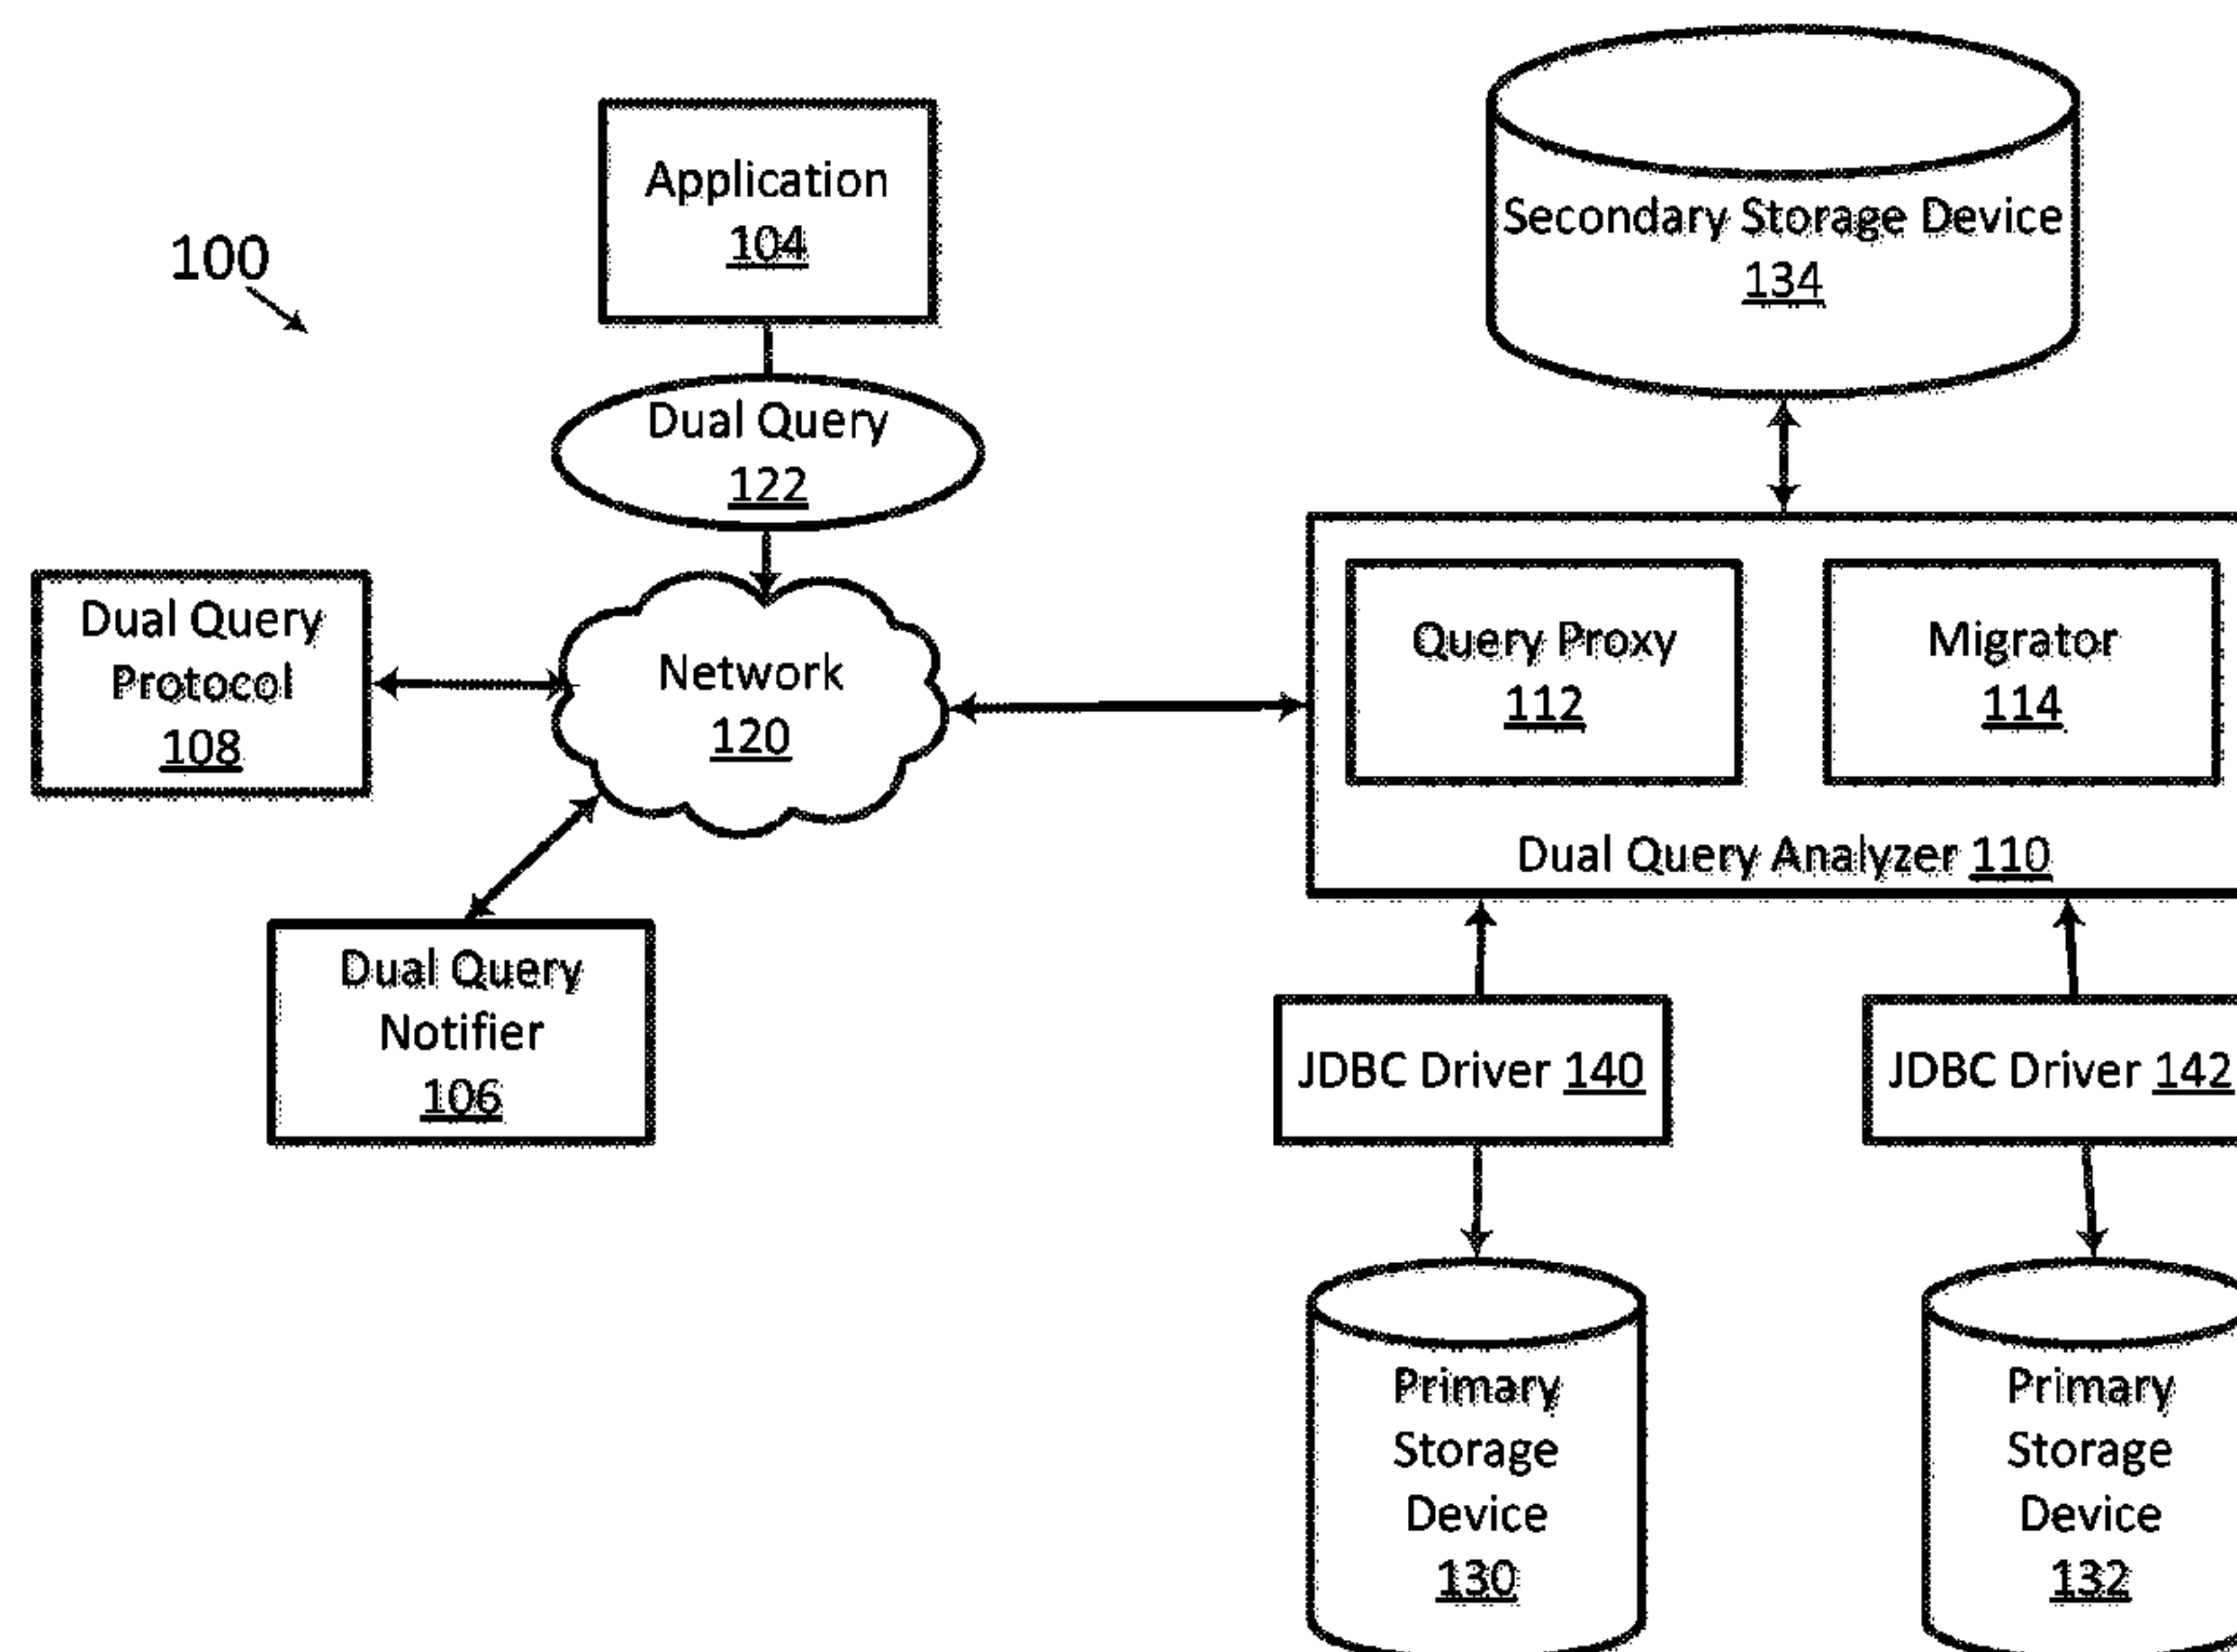 100
Application
104
Dual Query
122
Dual Query
Protocol
108
Network
120
Dual Query
Notifier
106
Secondary Storage Device
134
Query Proxy
112
Migrator
114
Dual Query Analyzer 110
JDBC Driver 140
JDBC Driver 142
Primary
Storage
Device
130
Primary
Storage
Device
132